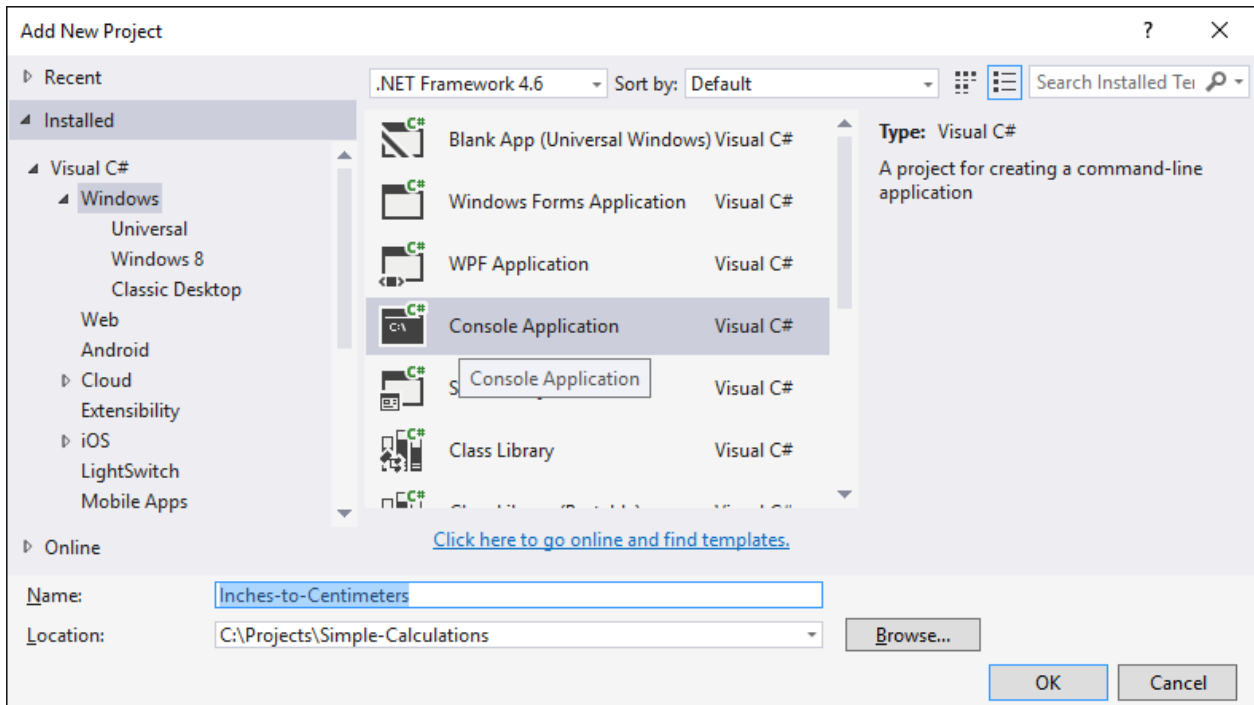 Add New Project
?
Recent
.NET Framework 4.6
Sort by:
Default
Search Installed Te
Installed
Visual C#
Windows
Universal
Windows 8
Classic Desktop
Web
Android
Cloud
Extensibility
iOS
LightSwitch
Mobile Apps
Online
C# Blank App (Universal Windows) Visual C#
C# Windows Forms Application Visual C#
C# WPF Application Visual C#
C# C:\ Console Application Visual C#
Console Application
C# S Visual C#
C# Class Library Visual C#
C#
Click here to go online and find templates.
Type: Visual C#
A project for creating a command-line
application
Name:
Inches-to-Centimeters
Location:
C:\Projects\Simple-Calculations
Browse...
OK
Cancel